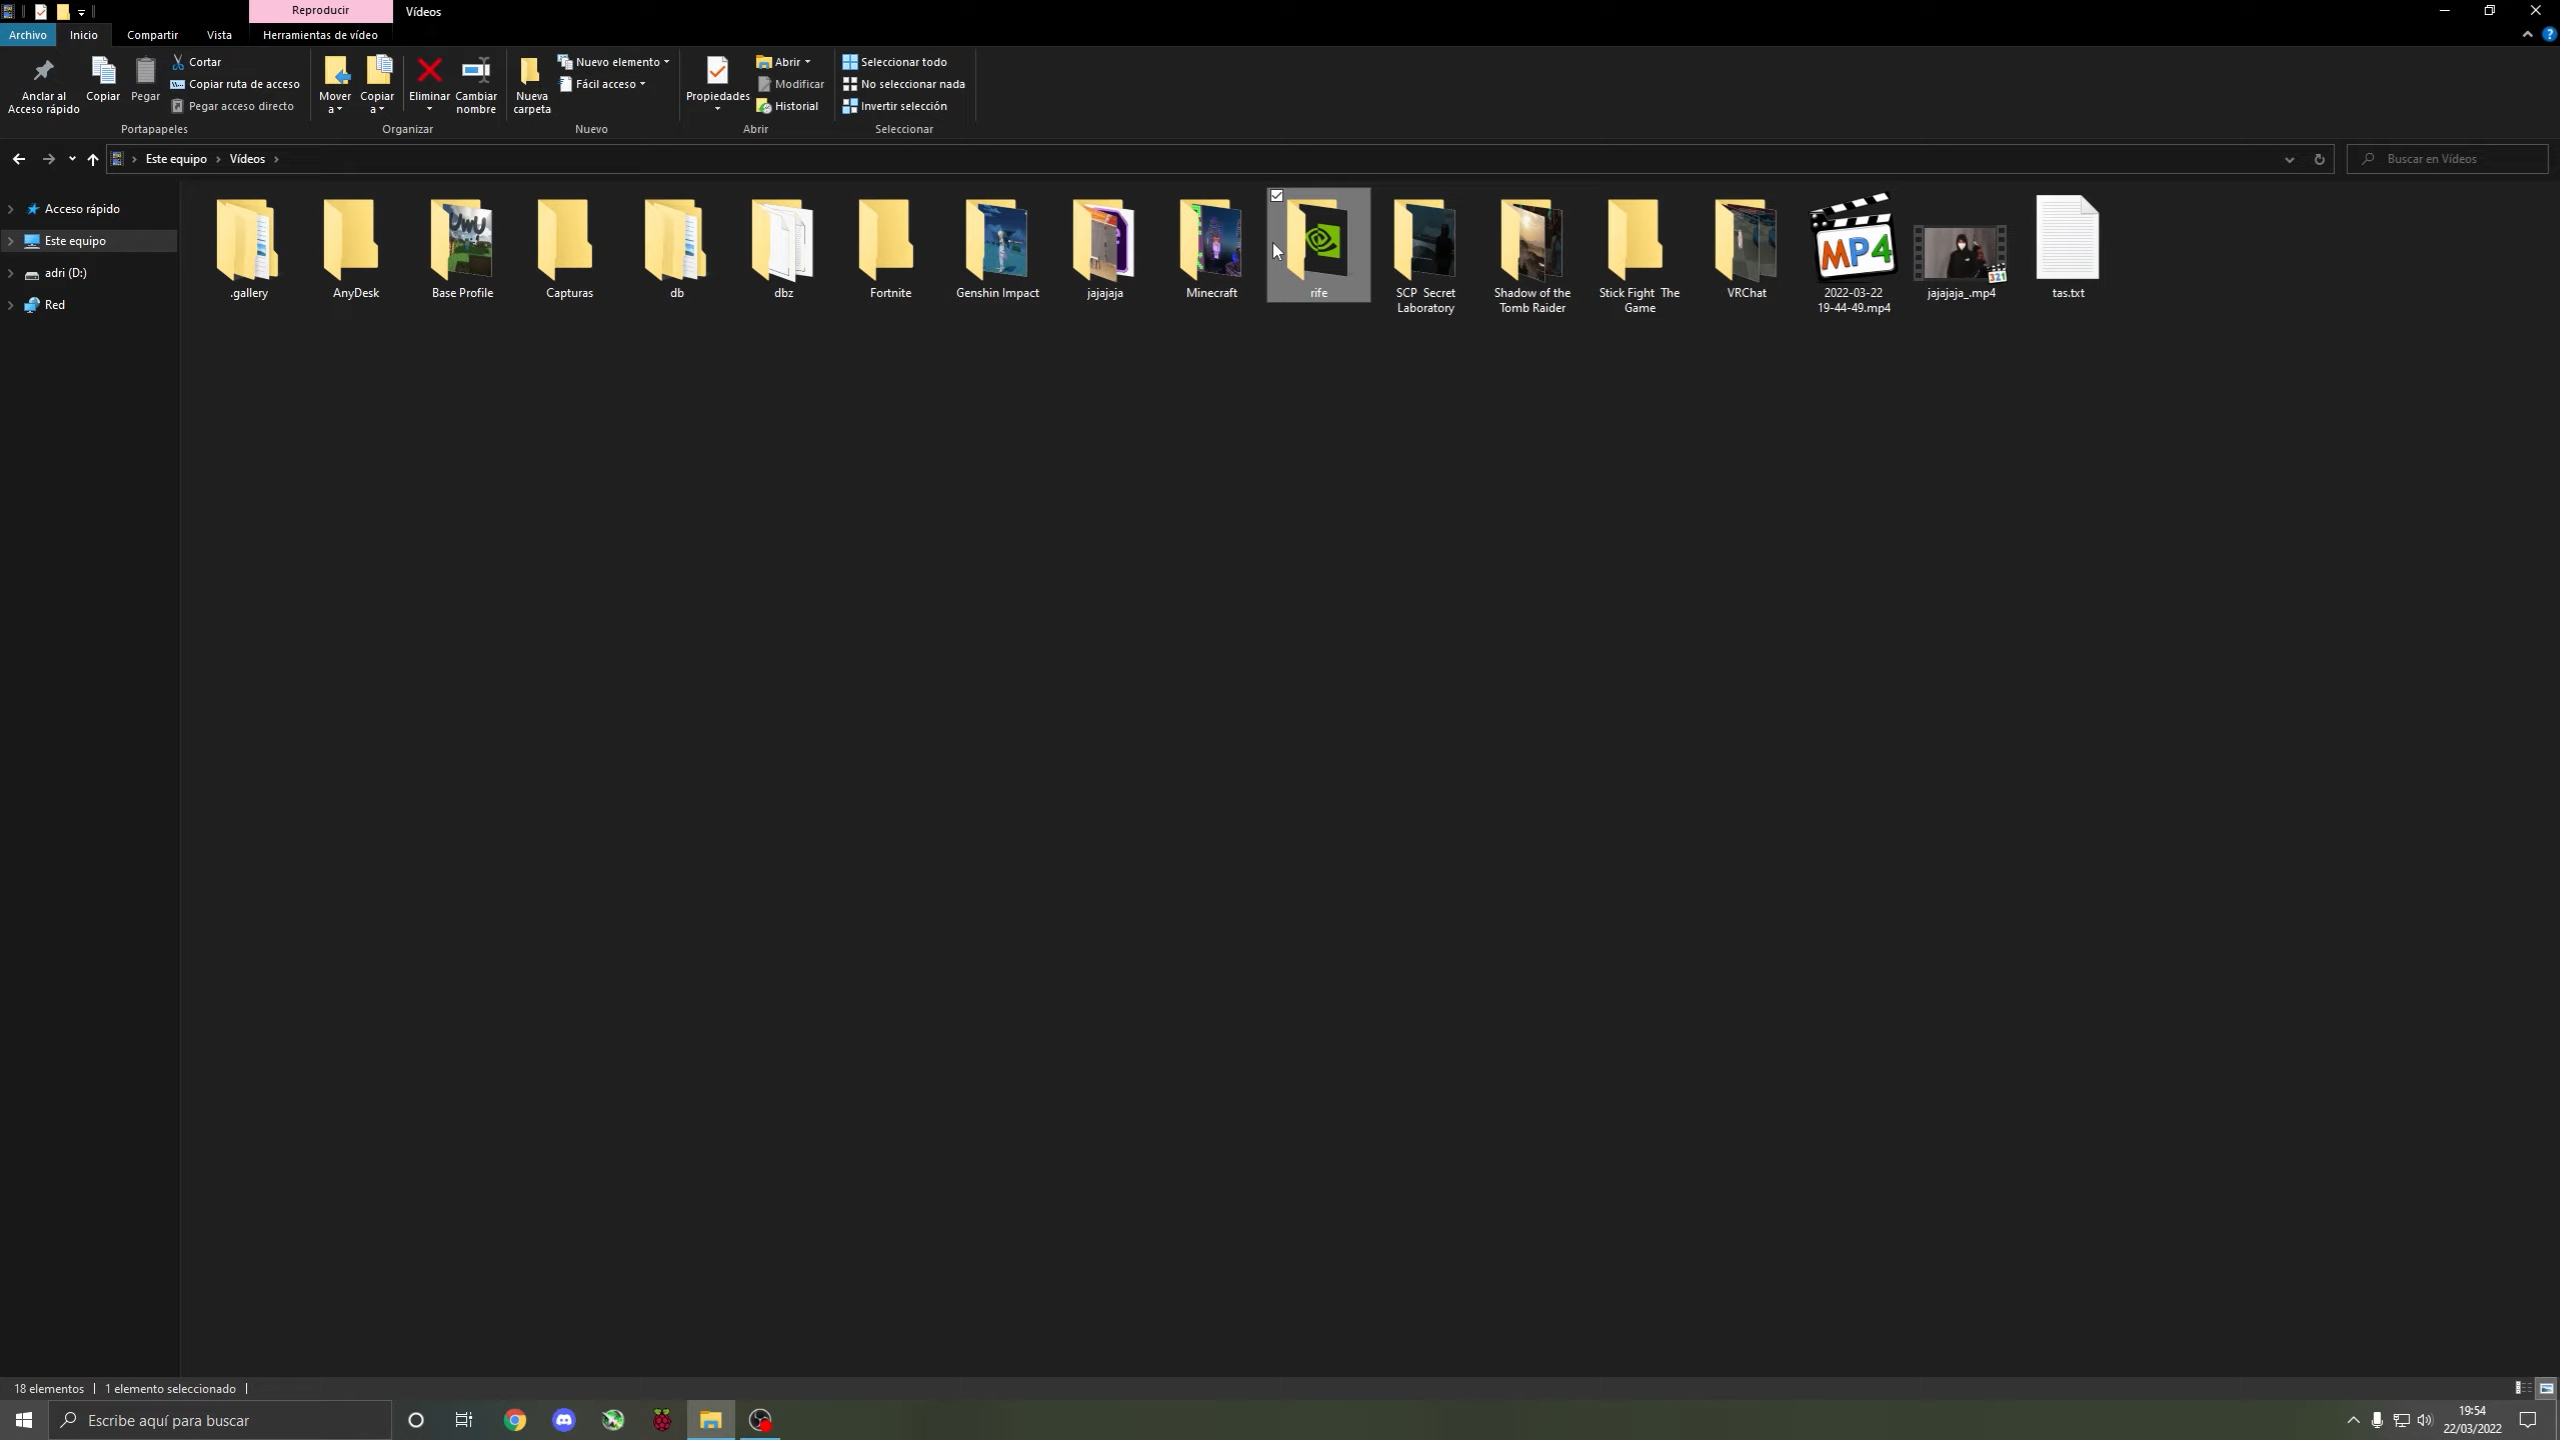 Reproducir
Vídeos
Archivo
Inicio
Compartir
Vista
Herramientas de vídeo
Anclar al
Acceso rápido
Copiar
Pegar
Cortar
Copiar ruta de acceso
Pegar acceso directo
Portapapeles
Mover
a
Copiar
a
Eliminar
Cambiar
nombre
Organizar
Nueva
carpeta
Nuevo elemento
Fácil acceso
Nuevo
Propiedades
Abrir
Modificar
Historial
Abrir
Seleccionar todo
No seleccionar nada
Invertir selección
Seleccionar
Este equipo
Vídeos
Buscar en Vídeos
Acceso rápido
Este equipo
adri (D:)
Red
.gallery
AnyDesk
UwU
Base Profile
Capturas
db
dbz
Fortnite
Genshin Impact
jajajaja
Minecraft
rife
SCP Secret
Laboratory
Shadow of the
Tomb Raider
Stick Fight The
Game
VRChat
MP4
2022-03-22
19-44-49.mp4
321
jajajaja_.mp4
tas.txt
18 elementos
1 elemento seleccionado
Escribe aquí para buscar
19:54
22/03/2022